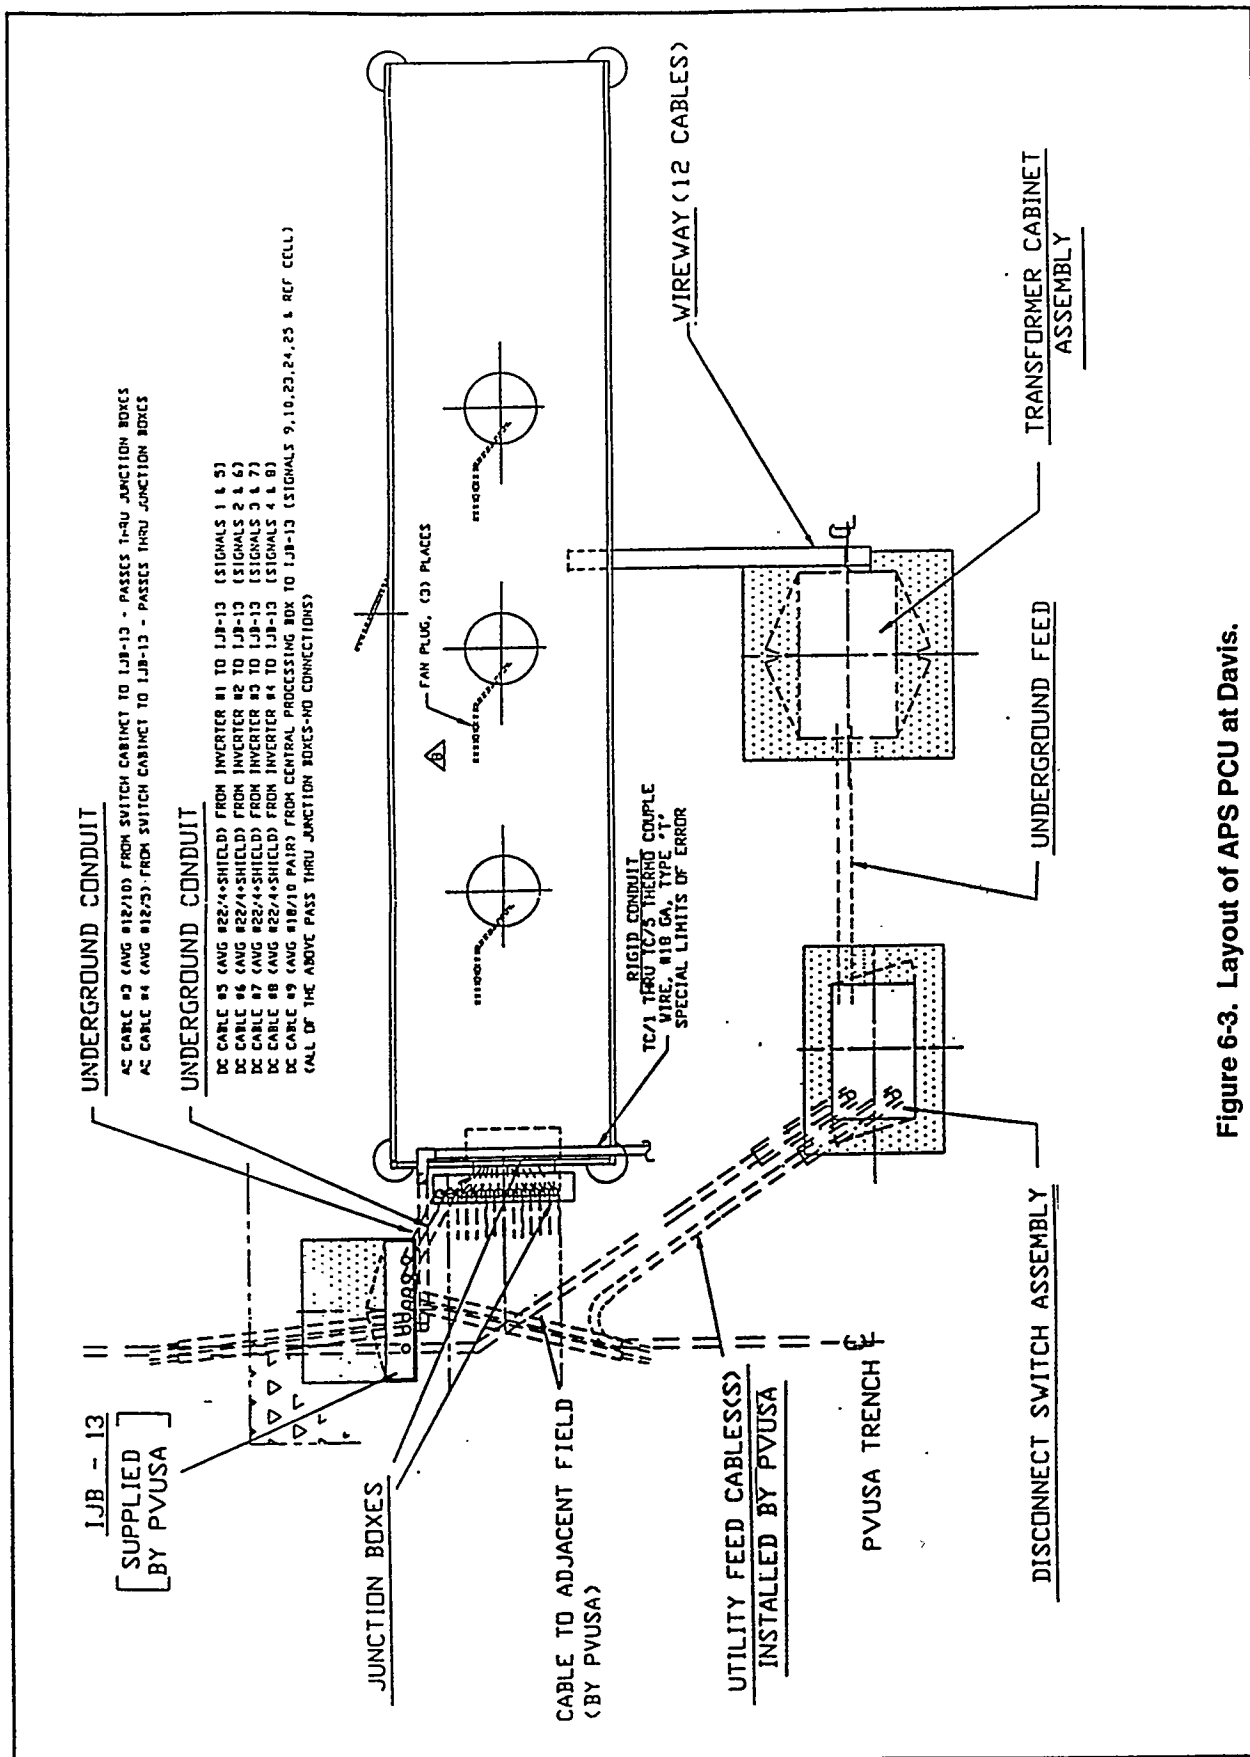 IJB - 13
[SUPPLIED
BY PVUSA]
UNDERGROUND CONDUIT
AC CABLE #3 (AWG #12/10) FROM SWITCH CABINET TO IJB-13 - PASSES THRU JUNCTION BOXES
AC CABLE #4 (AWG #12/5) FROM SWITCH CABINET TO IJB-13 - PASSES THRU JUNCTION BOXES
UNDERGROUND CONDUIT
DC CABLE #5 (AWG #22/4+SHIELD) FROM INVERTER #1 TO IJB-13 (SIGNALS 1 & 5)
DC CABLE #6 (AWG #22/4+SHIELD) FROM INVERTER #2 TO IJB-13 (SIGNALS 2 & 6)
DC CABLE #7 (AWG #22/4+SHIELD) FROM INVERTER #3 TO IJB-13 (SIGNALS 3 & 7)
DC CABLE #8 (AWG #22/4+SHIELD) FROM INVERTER #4 TO IJB-13 (SIGNALS 4 & 8)
DC CABLE #9 (AWG #18/10 PAIR) FROM CENTRAL PROCESSING BOX TO IJB-13 (SIGNALS 9,10,23,24,25 & REF CELL)
(ALL OF THE ABOVE PASS THRU JUNCTION BOXES-NO CONNECTIONS)
JUNCTION BOXES
FAN PLUG, (3) PLACES
CABLE TO ADJACENT FIELD
(BY PVUSA)
RIGID CONDUIT
TC/1 THRU TC/5 THERMO COUPLE
WIRE, #18 GA, TYPE 'T'
SPECIAL LIMITS OF ERROR
WIREWAY (12 CABLES)
UTILITY FEED CABLES(S)
INSTALLED BY PVUSA
PVUSA TRENCH
DISCONNECT SWITCH ASSEMBLY
UNDERGROUND FEED
TRANSFORMER CABINET
ASSEMBLY
Figure 6-3. Layout of APS PCU at Davis.